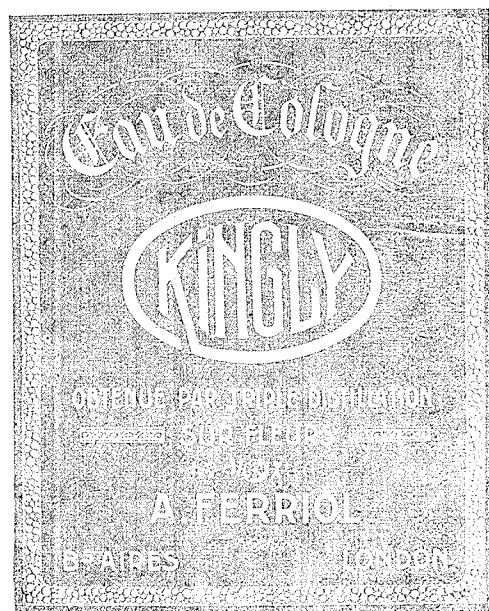 Eau de Cologne
KiNGLY
OBTENUE PAR TRIPLE DISTILLATION
SUR FLEURS
A. FERRIOL
Bs AIRES LONDON